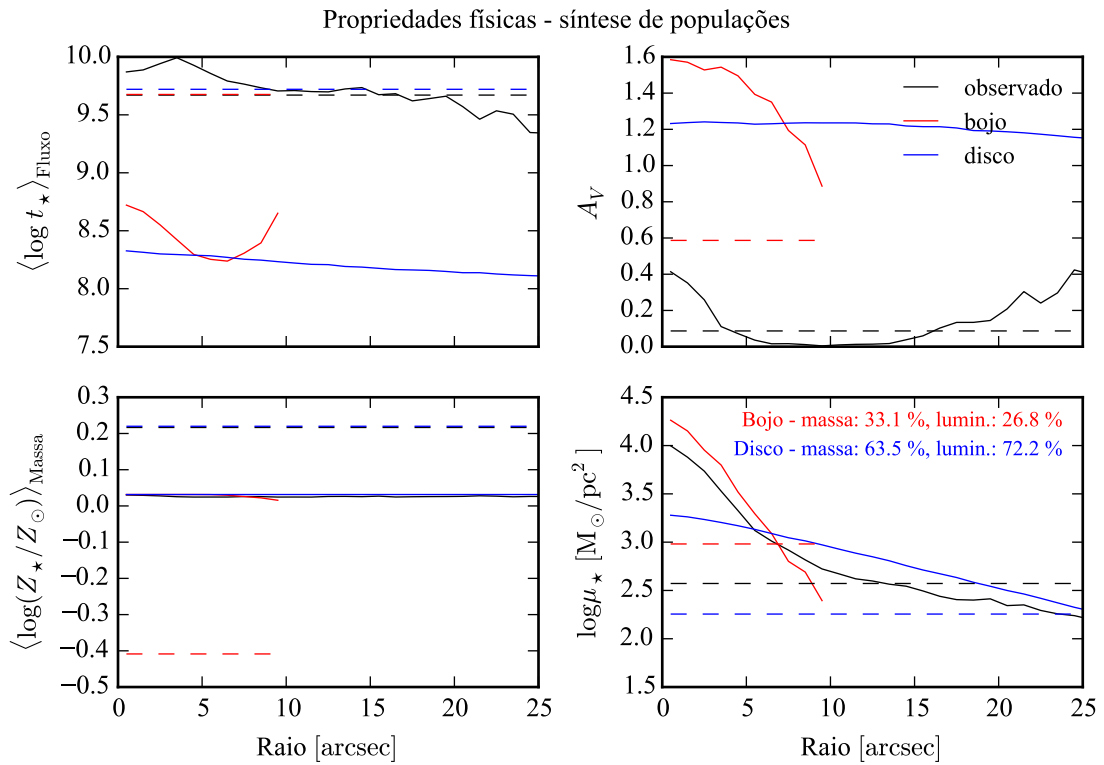 Propriedades físicas - síntese de populações
10.0
9.5
9.0
8.5
8.0
7.5
⟨log t⋆⟩Fluxo
1.6
1.4
1.2
1.0
0.8
0.6
0.4
0.2
0.0
A_V
observado
bojo
disco
0.3
0.2
0.1
0.0
−0.1
−0.2
−0.3
−0.4
−0.5
⟨log(Z⋆/Z⊙)⟩Massa
0 5 10 15 20 25
Raio [arcsec]
4.5
4.0
3.5
3.0
2.5
2.0
1.5
logμ⋆ [M⊙/pc²]
Bojo - massa: 33.1 %, lumin.: 26.8 %
Disco - massa: 63.5 %, lumin.: 72.2 %
0 5 10 15 20 25
Raio [arcsec]